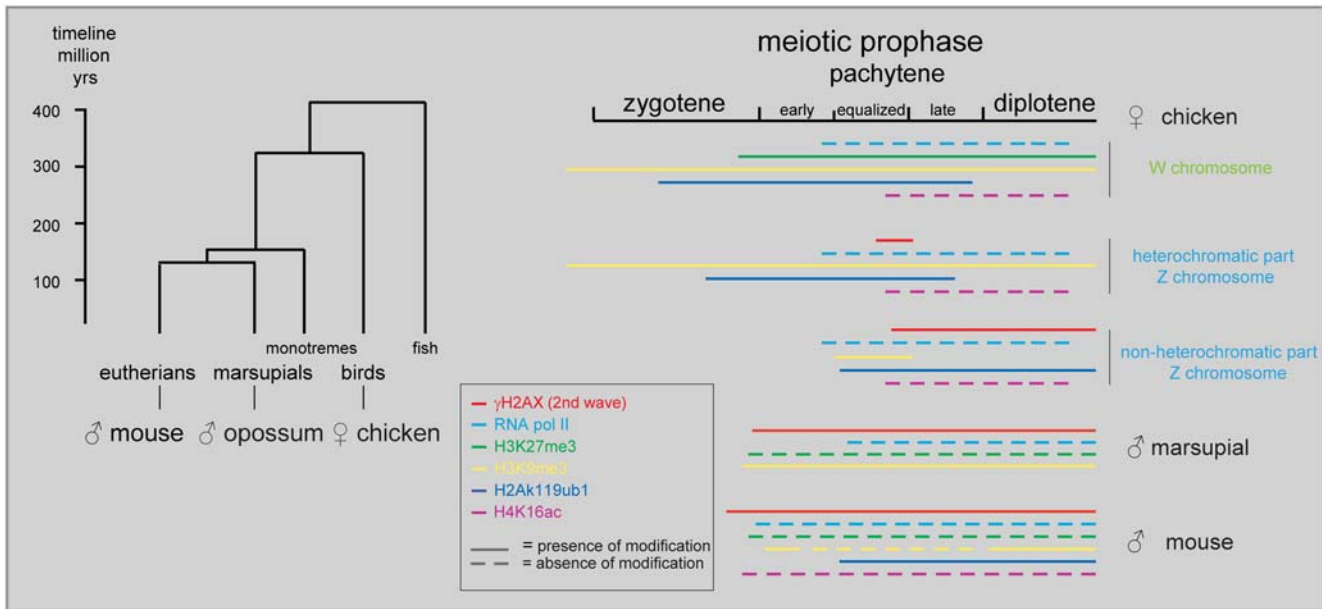 timeline
million
yrs
400
300
200
100
monotremes
fish
eutherians
marsupials
birds
♂ mouse
♂ opossum
♀ chicken
meiotic prophase
pachytene
zygotene
early
equalized
late
diplotene
♀ chicken
W chromosome
heterochromatic part
Z chromosome
non-heterochromatic part
Z chromosome
♂ marsupial
♂ mouse
γH2AX (2nd wave)
RNA pol II
H3K27me3
H3K9me3
H2Ak119ub1
H4K16ac
= presence of modification
= absence of modification